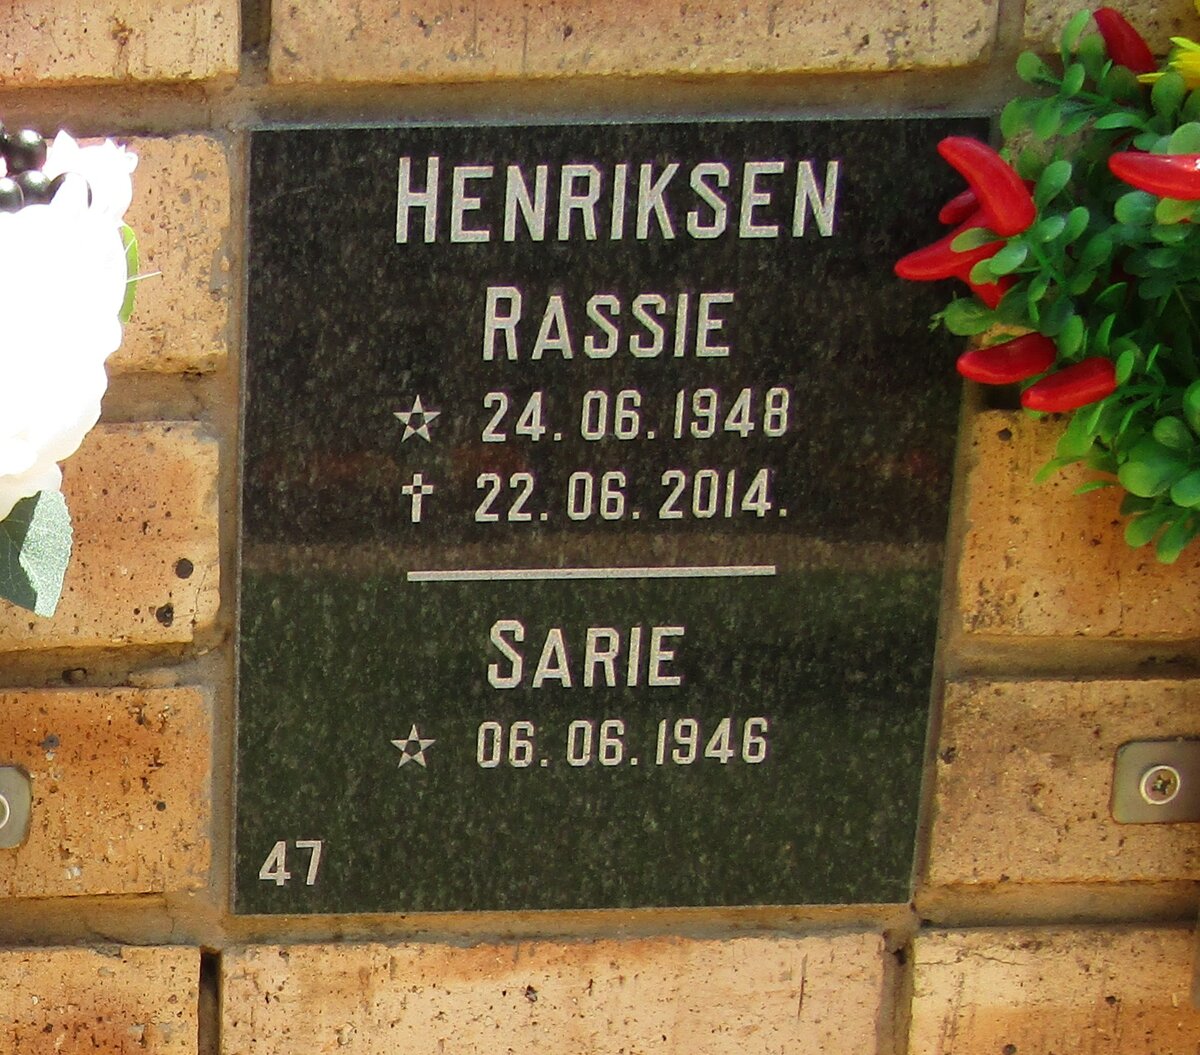 HENRIKSEN
RASSIE
☆ 24.06.1948
✝ 22.06.2014.
SARIE
☆ 06.06.1946
47